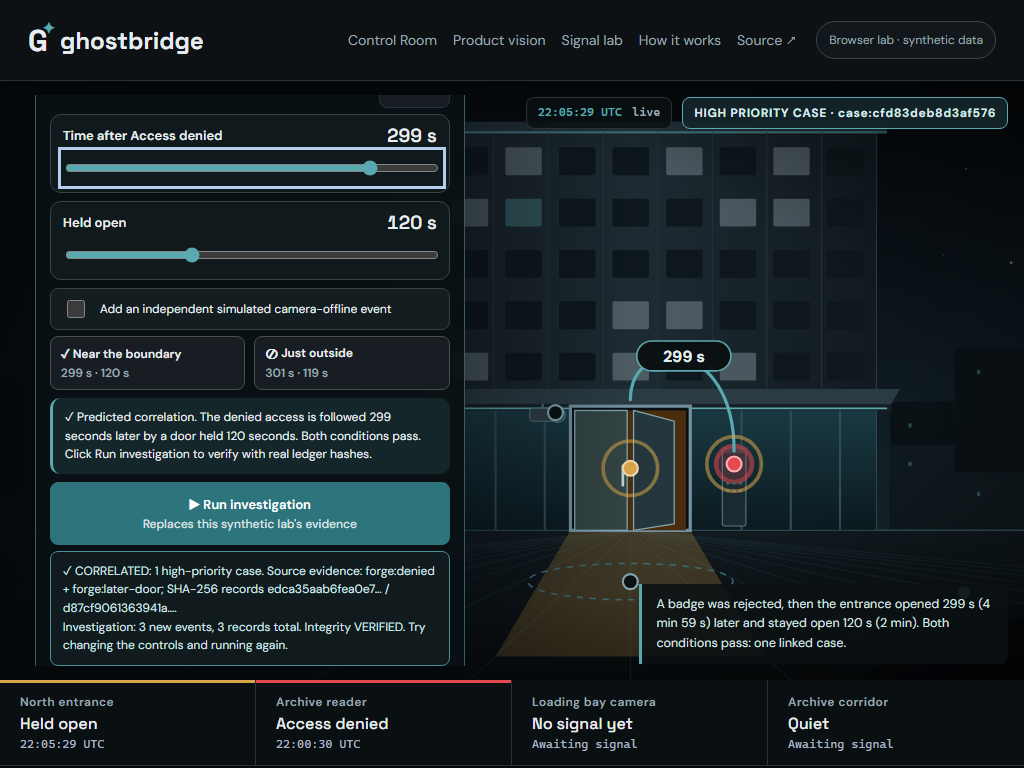 G ghostbridge
Control Room
Product vision
Signal lab
How it works
Source ↗
Browser lab · synthetic data
22:05:29 UTC live
HIGH PRIORITY CASE · case:cfd83deb8d3af576
Time after Access denied
299 s
Held open
120 s
Add an independent simulated camera-offline event
✓ Near the boundary
299 s · 120 s
⊘ Just outside
301 s · 119 s
✓ Predicted correlation. The denied access is followed 299
seconds later by a door held 120 seconds. Both conditions pass.
Click Run investigation to verify with real ledger hashes.
▶ Run investigation
Replaces this synthetic lab's evidence
✓ CORRELATED: 1 high-priority case. Source evidence: forge:denied
+ forge:later-door; SHA-256 records edca35aab6fea0e7… /
d87cf9061363941a….
Investigation: 3 new events, 3 records total. Integrity VERIFIED. Try
changing the controls and running again.
299 s
A badge was rejected, then the entrance opened 299 s (4
min 59 s) later and stayed open 120 s (2 min). Both
conditions pass: one linked case.
North entrance
Held open
22:05:29 UTC
Archive reader
Access denied
22:00:30 UTC
Loading bay camera
No signal yet
Awaiting signal
Archive corridor
Quiet
Awaiting signal